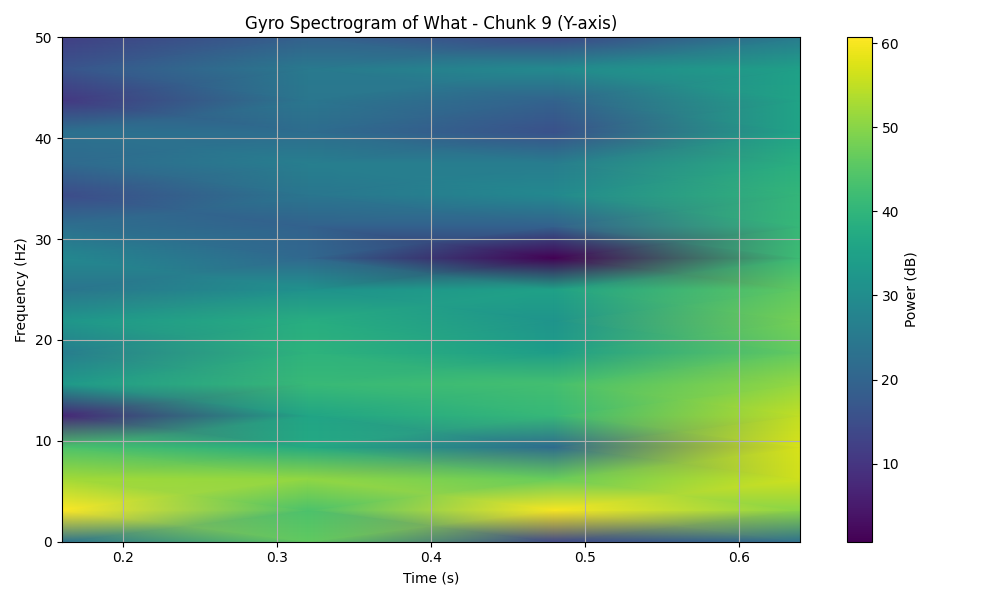 Gyro Spectrogram of What - Chunk 9 (Y-axis)
50
40
30
20
10
0
Frequency (Hz)
0.2 0.3 0.4 0.5 0.6
Time (s)
60
50
40
30
20
10
Power (dB)